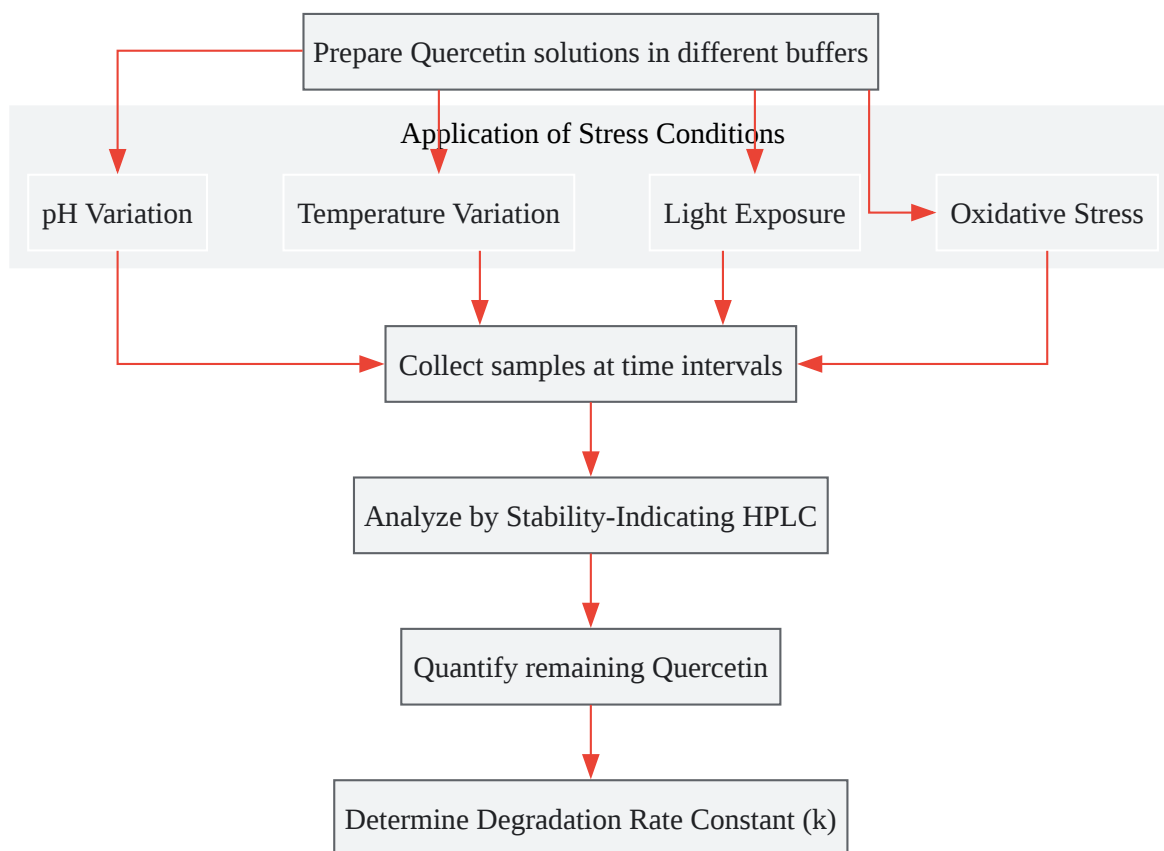 Prepare Quercetin solutions in different buffers
Application of Stress Conditions
pH Variation
Temperature Variation
Light Exposure
Oxidative Stress
Collect samples at time intervals
Analyze by Stability-Indicating HPLC
Quantify remaining Quercetin
Determine Degradation Rate Constant (k)